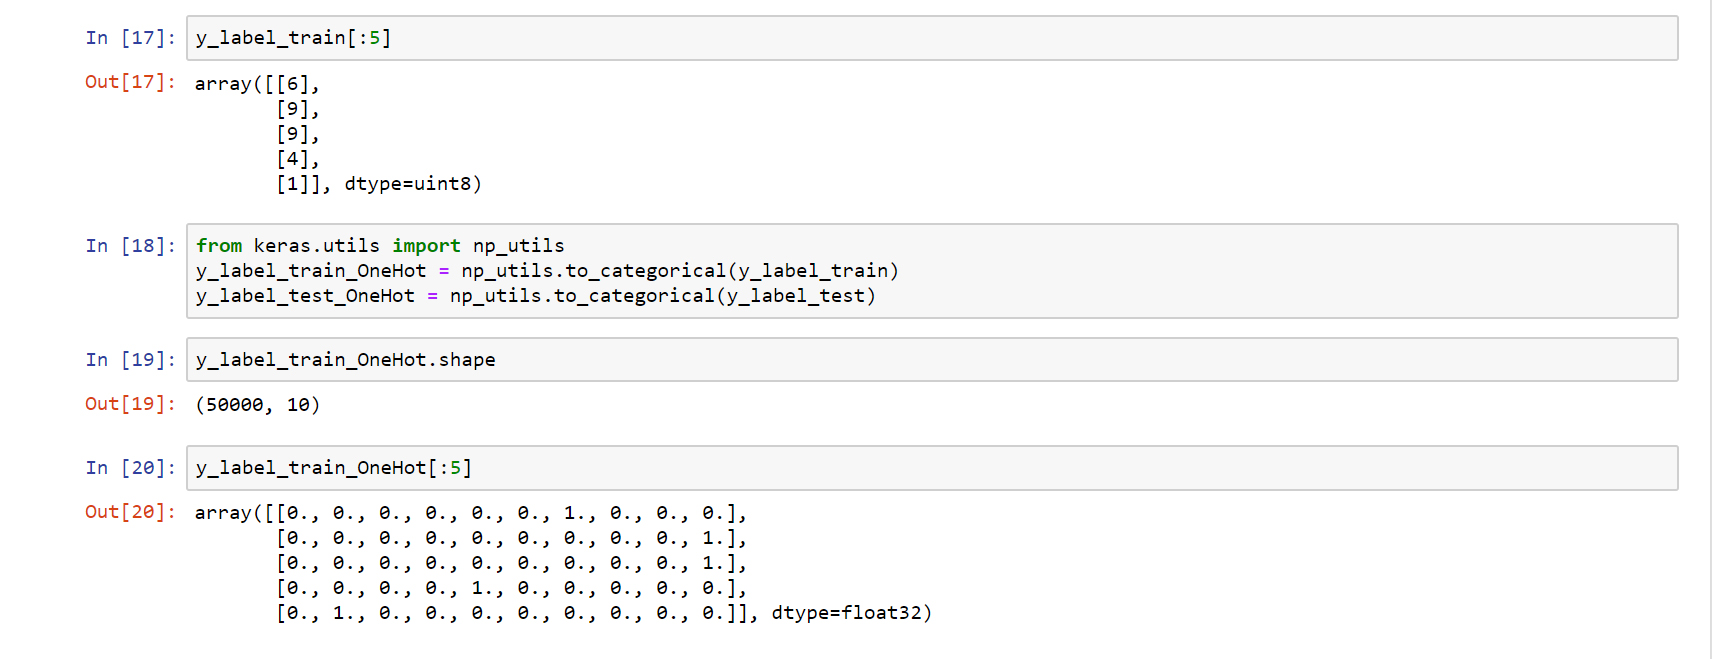 In [17]: y_label_train[:5]
Out[17]: array([[6],
[9],
[9],
[4],
[1]], dtype=uint8)
In [18]: from keras.utils import np_utils
y_label_train_OneHot = np_utils.to_categorical(y_label_train)
y_label_test_OneHot = np_utils.to_categorical(y_label_test)
In [19]: y_label_train_OneHot.shape
Out[19]: (50000, 10)
In [20]: y_label_train_OneHot[:5]
Out[20]: array([[0., 0., 0., 0., 0., 0., 1., 0., 0., 0.],
[0., 0., 0., 0., 0., 0., 0., 0., 0., 1.],
[0., 0., 0., 0., 0., 0., 0., 0., 0., 1.],
[0., 0., 0., 0., 1., 0., 0., 0., 0., 0.],
[0., 1., 0., 0., 0., 0., 0., 0., 0., 0.]], dtype=float32)